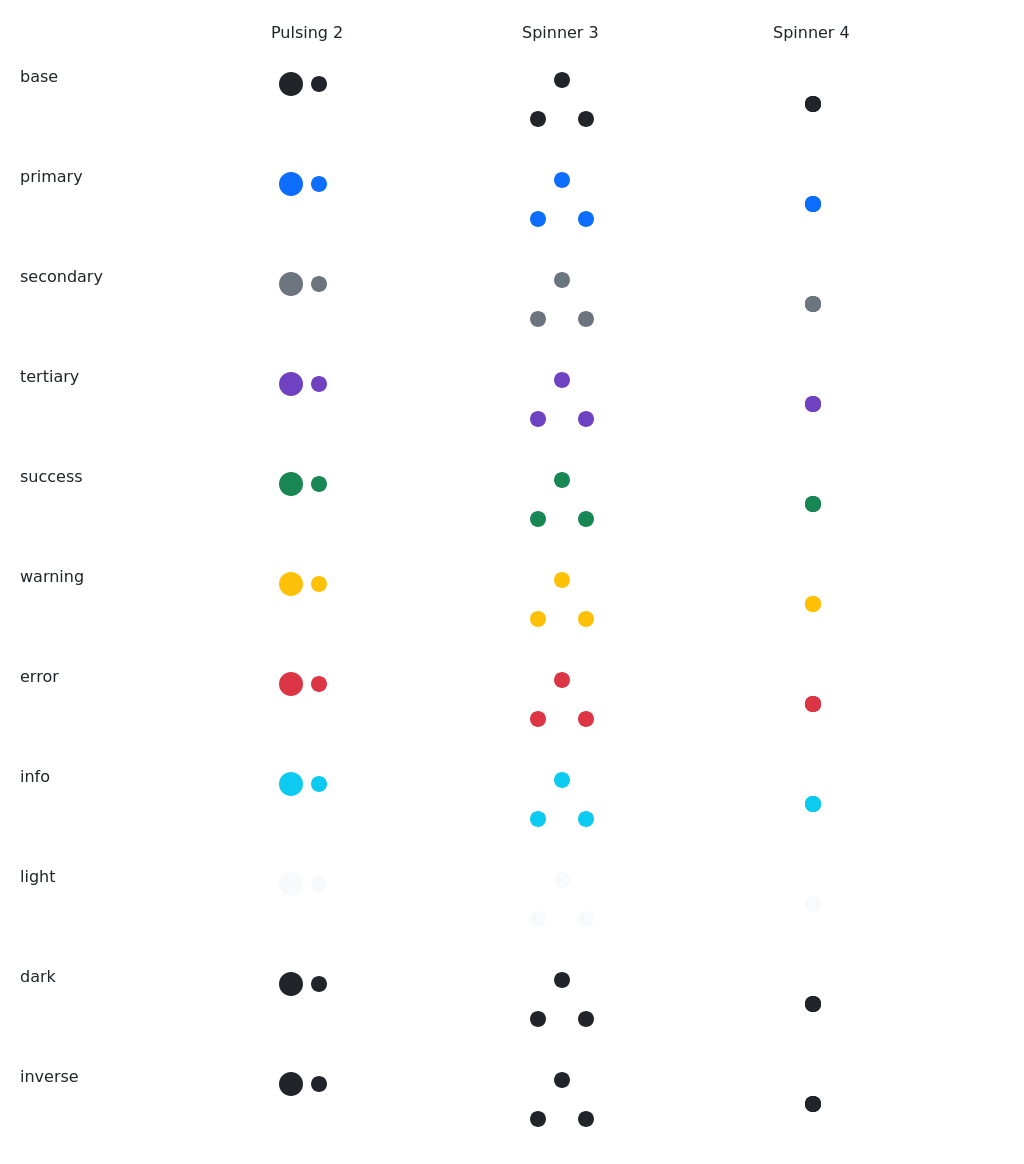 Pulsing 2 Spinner 3 Spinner 4
base
primary
secondary
tertiary
success
warning
error
info
light
dark
inverse